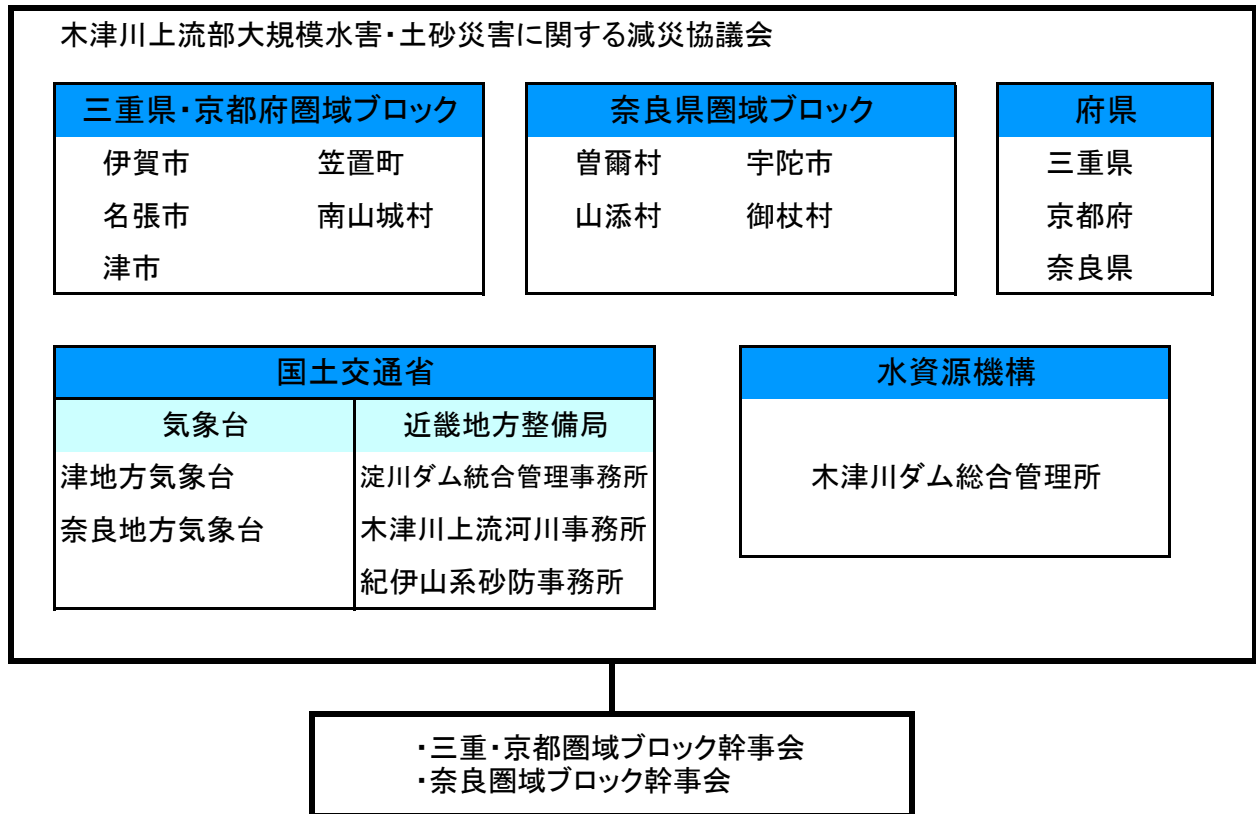 木津川上流部大規模水害・土砂災害に関する減災協議会
三重県・京都府圏域ブロック
伊賀市 笠置町
名張市 南山城村
津市
奈良県圏域ブロック
曽爾村 宇陀市
山添村 御杖村
府県
三重県
京都府
奈良県
国土交通省
気象台
津地方気象台
奈良地方気象台
近畿地方整備局
淀川ダム統合管理事務所
木津川上流河川事務所
紀伊山系砂防事務所
水資源機構
木津川ダム総合管理所
・三重・京都圏域ブロック幹事会
・奈良圏域ブロック幹事会